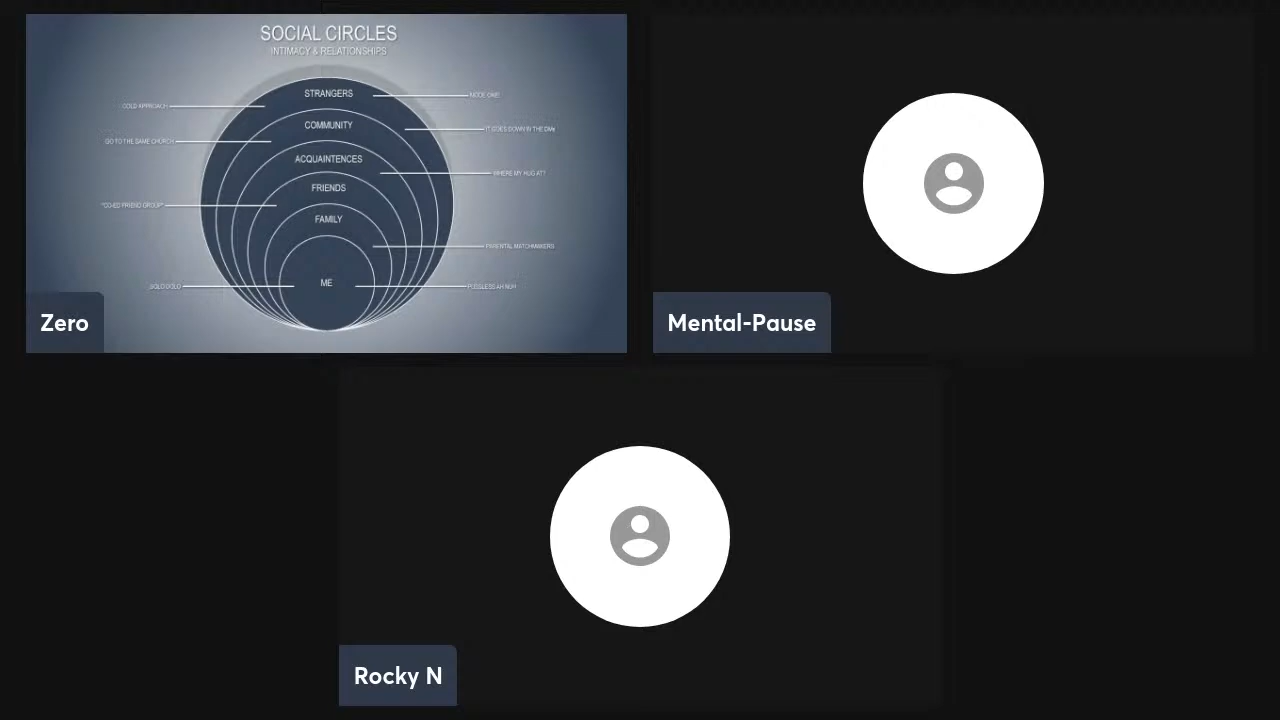 SOCIAL CIRCLES
INTIMACY & RELATIONSHIPS
STRANGERS
MODE ONE!
COLD APPROACH
COMMUNITY
IT GOES DOWN IN THE DMs
GO TO THE SAME CHURCH
ACQUAINTENCES
WHERE MY HUG AT?
FRIENDS
"CO-ED FRIEND GROUP"
FAMILY
PARENTAL MATCHMAKERS
ME
SOLO DOLO
Zero
Mental-Pause
Rocky N